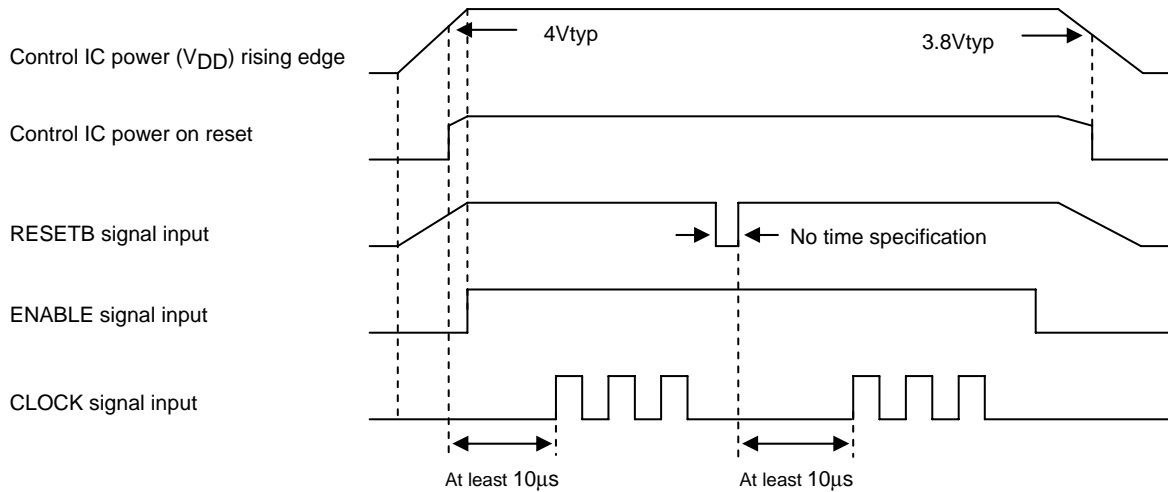 4Vtyp
3.8Vtyp
Control IC power (VDD) rising edge
Control IC power on reset
RESETB signal input
No time specification
ENABLE signal input
CLOCK signal input
At least 10μs
At least 10μs